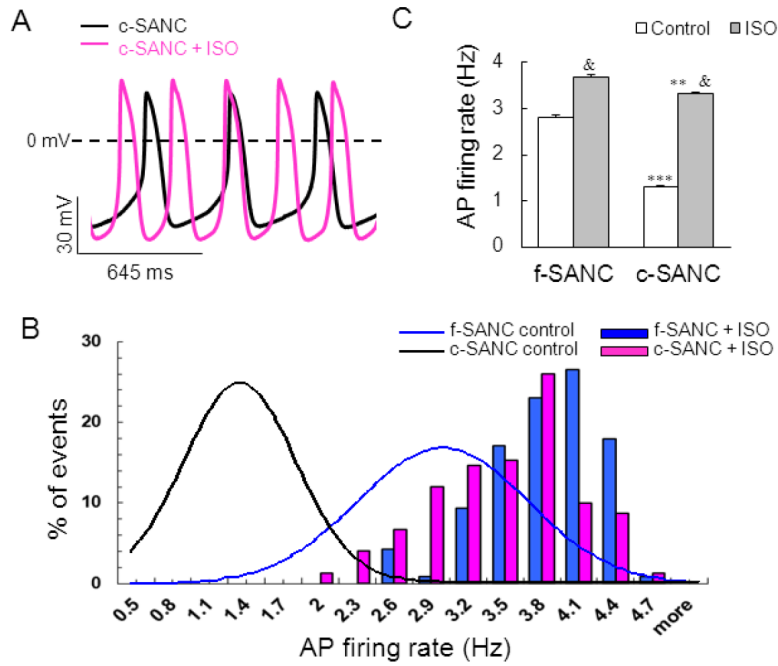 A
c-SANC
c-SANC + ISO
0 mV
30 mV
645 ms
C
Control
ISO
AP firing rate (Hz)
4
3
2
1
0
&
** &
***
f-SANC
c-SANC
B
f-SANC control
f-SANC + ISO
c-SANC control
c-SANC + ISO
% of events
30
20
10
0
0.5
0.8
1.1
1.4
1.7
2
2.3
2.6
2.9
3.2
3.5
3.8
4.1
4.4
4.7
more
AP firing rate (Hz)